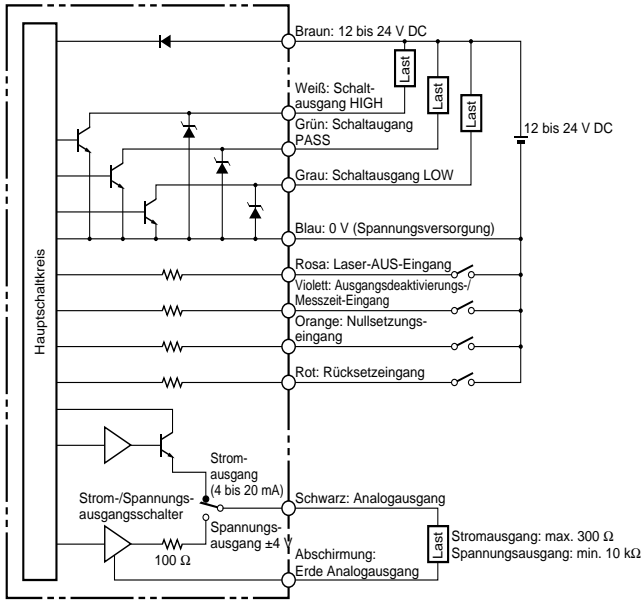 Braun: 12 bis 24 V DC
Last
Last
Last
Weiß: Schalt-
ausgang HIGH
Grün: Schaltaugang
PASS
12 bis 24 V DC
Grau: Schaltausgang LOW
Blau: 0 V (Spannungsversorgung)
Rosa: Laser-AUS-Eingang
Violett: Ausgangsdeaktivierungs-/
Messzeit-Eingang
Orange: Nullsetzungs-
eingang
Rot: Rücksetzeingang
Hauptschaltkreis
Strom-
ausgang
(4 bis 20 mA)
Strom-/Spannungs-
ausgangsschalter
Schwarz: Analogausgang
Spannungs-
ausgang ±4 V
100 Ω
Last
Stromausgang: max. 300 Ω
Spannungsausgang: min. 10 kΩ
Abschirmung:
Erde Analogausgang